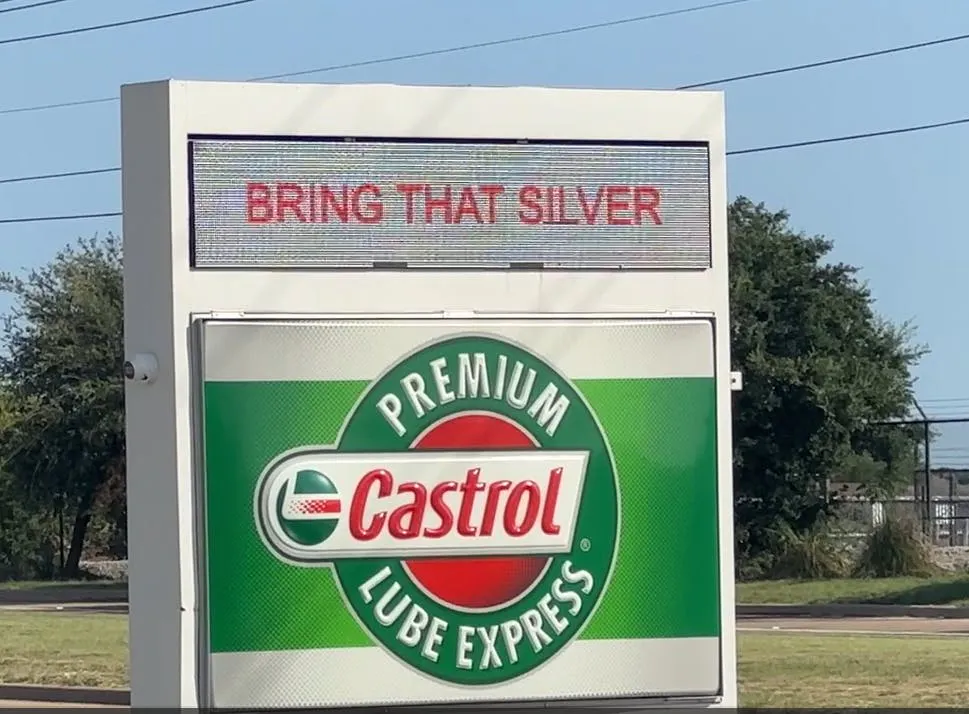 BRING THAT SILVER
PREMIUM
Castrol
®
LUBE EXPRESS